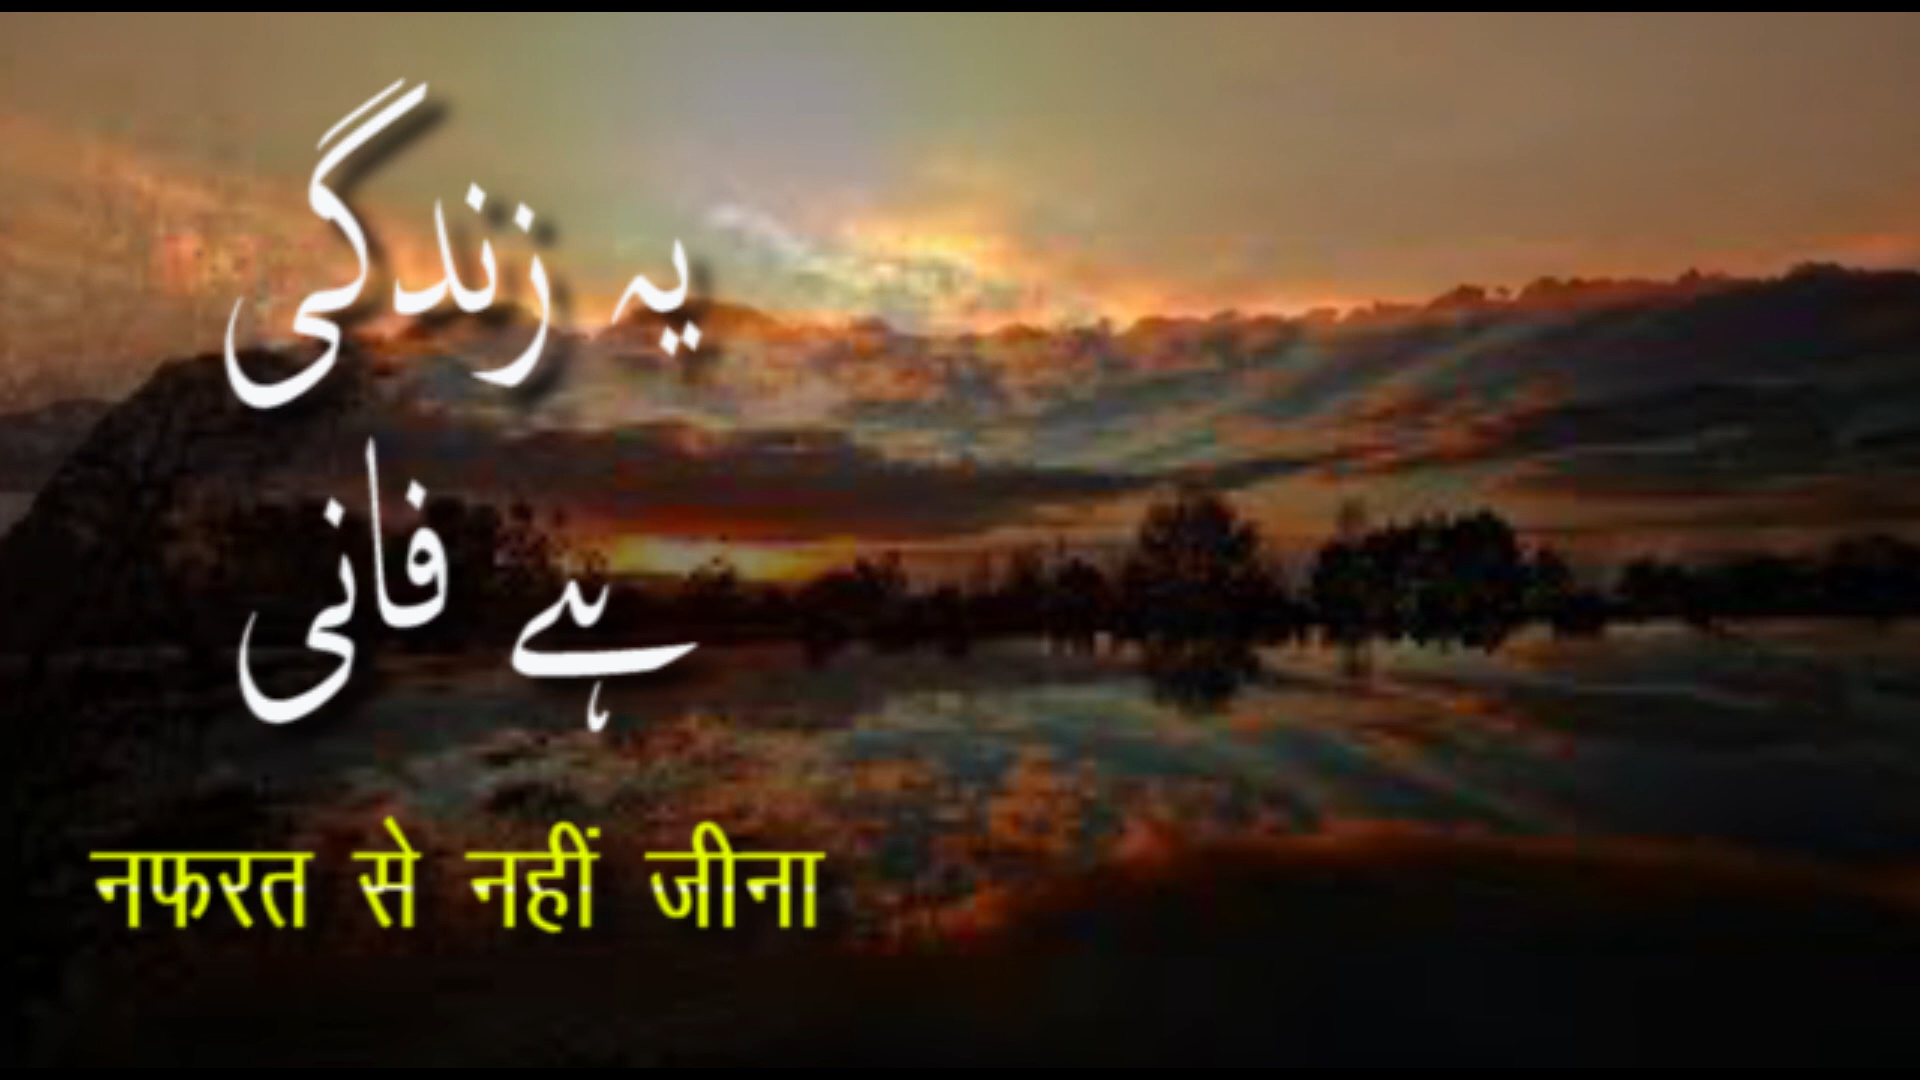 یہ زندگی
ہے فانی
नफरत से नहीं जीना